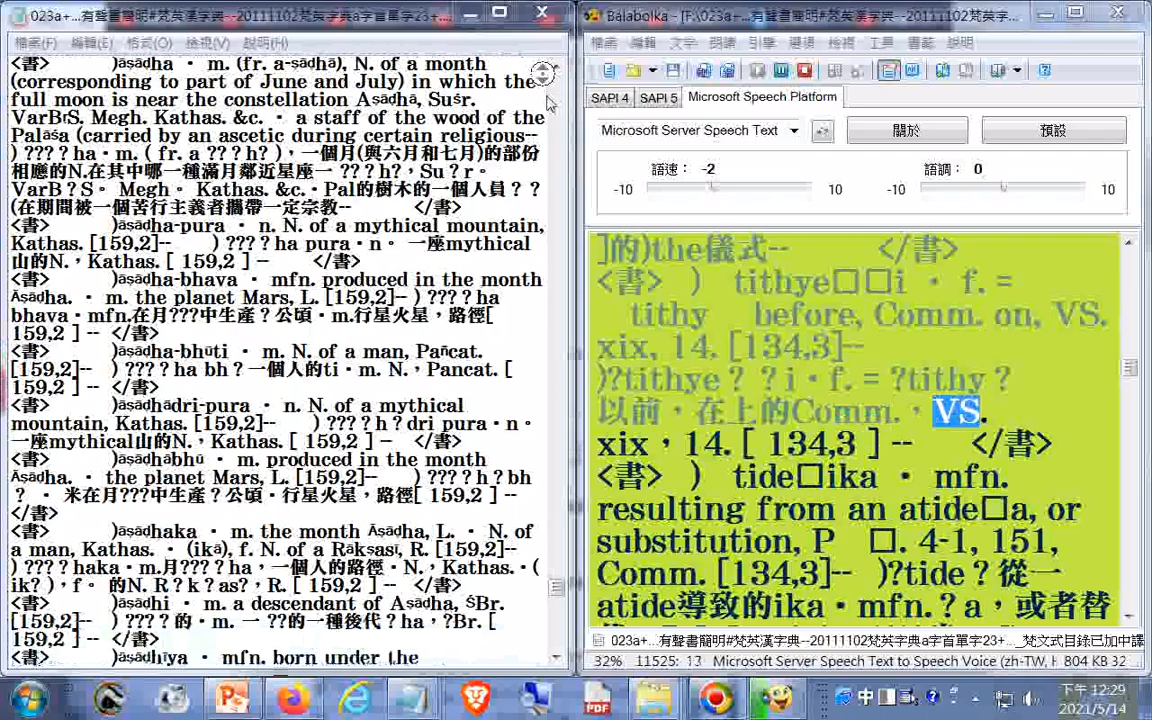 023a+...有聲書簡明#梵英漢字典--20111102梵英字典a字首單字23+...
檔案(F) 編輯(E) 格式(O) 檢視(V) 說明(H)
<書> )aṣāḍha • m. (fr. a-ṣāḍhā), N. of a month
(corresponding to part of June and July) in which the
full moon is near the constellation Aṣāḍhā, Suśr.
VarBṛS. Megh. Kathas. &c. • a staff of the wood of the
Palāśa (carried by an ascetic during certain religious--
) ????ha•m. ( fr. a ???h?)，一個月(與六月和七月)的部份
相應的N.在其中哪一種滿月鄰近星座一 ???h?, Su?r.
VarB?S。 Megh。 Kathas. &c.•Pal的樹木的一個人員??
(在期間被一個苦行主義者攜帶一定宗教-- </書>
<書> )aṣāḍha-pura • n. N. of a mythical mountain,
Kathas. [159,2]-- ) ????ha pura•n。 一座mythical
山的N.，Kathas. [ 159,2 ] -- </書>
<書> )aṣāḍha-bhava • mfn. produced in the month
Āṣāḍha. • m. the planet Mars, L. [159,2]-- ) ????ha
bhava•mfn.在月???中生產?公頃•m.行星火星，路徑[
159,2 ] -- </書>
<書> )aṣāḍha-bhūti • m. N. of a man, Pañcat.
[159,2]-- ) ????ha bh?一個人的ti•m. N.，Pancat. [
159,2 ] -- </書>
<書> )aṣāḍhādri-pura • n. N. of a mythical
mountain, Kathas. [159,2]-- ) ????h?dri pura•n。
一座mythical山的N.，Kathas. [ 159,2 ] -- </書>
<書> )aṣāḍhābhū • m. produced in the month
Āṣāḍha. • the planet Mars, L. [159,2]-- ) ????h?bh
? • 米在月???中生產?公頃•行星火星，路徑[ 159,2 ] --
</書>
<書> )aṣāḍhaka • m. the month Āṣāḍha, L. • N. of
a man, Kathas. • (ikā), f. N. of a Rākṣasī, R. [159,2]--
) ????haka•m.月????ha，一個人的路徑•N.，Kathas.•(
ik?)，f。 的N. R?k?as?, R. [ 159,2 ] -- </書>
<書> )aṣāḍhi • m. a descendant of Aṣāḍha, ŚBr.
[159,2]-- ) ????的•m. 一 ??的一種後代?ha，?Br. [
159,2 ] -- </書>
<書> )aṣāḍhīya • mfn. born under the
Balabolka - [F:\023a+...有聲書簡明#梵英漢字典--20111102梵英字...
檔案 編輯 文字 朗讀 引擎 選項 檢視 工具 書籤 說明
SAPI 4 SAPI 5 Microsoft Speech Platform
Microsoft Server Speech Text 關於 預設
語速： -2 語調： 0
-10 10 -10 10
]的)the儀式-- </書>
<書> ) tithye□□i • f. =
tithy before, Comm. on, VS.
xix, 14. [134,3]--
)?tithye??i•f. =?tithy?
以前，在上的Comm.，VS.
xix，14. [ 134,3 ] -- </書>
<書> ) tide□ika • mfn.
resulting from an atide□a, or
substitution, P □. 4-1, 151,
Comm. [134,3]-- )?tide?從一
atide導致的ika•mfn.?a，或者替
023a+...有聲書簡明#梵英漢字典--20111102梵英字典a字首單字23+..._梵文式目錄已加中譯
32% 11525: 13 Microsoft Server Speech Text to Speech Voice (zh-TW, H 804 KB 32
中
下午 12:29
2021/5/14